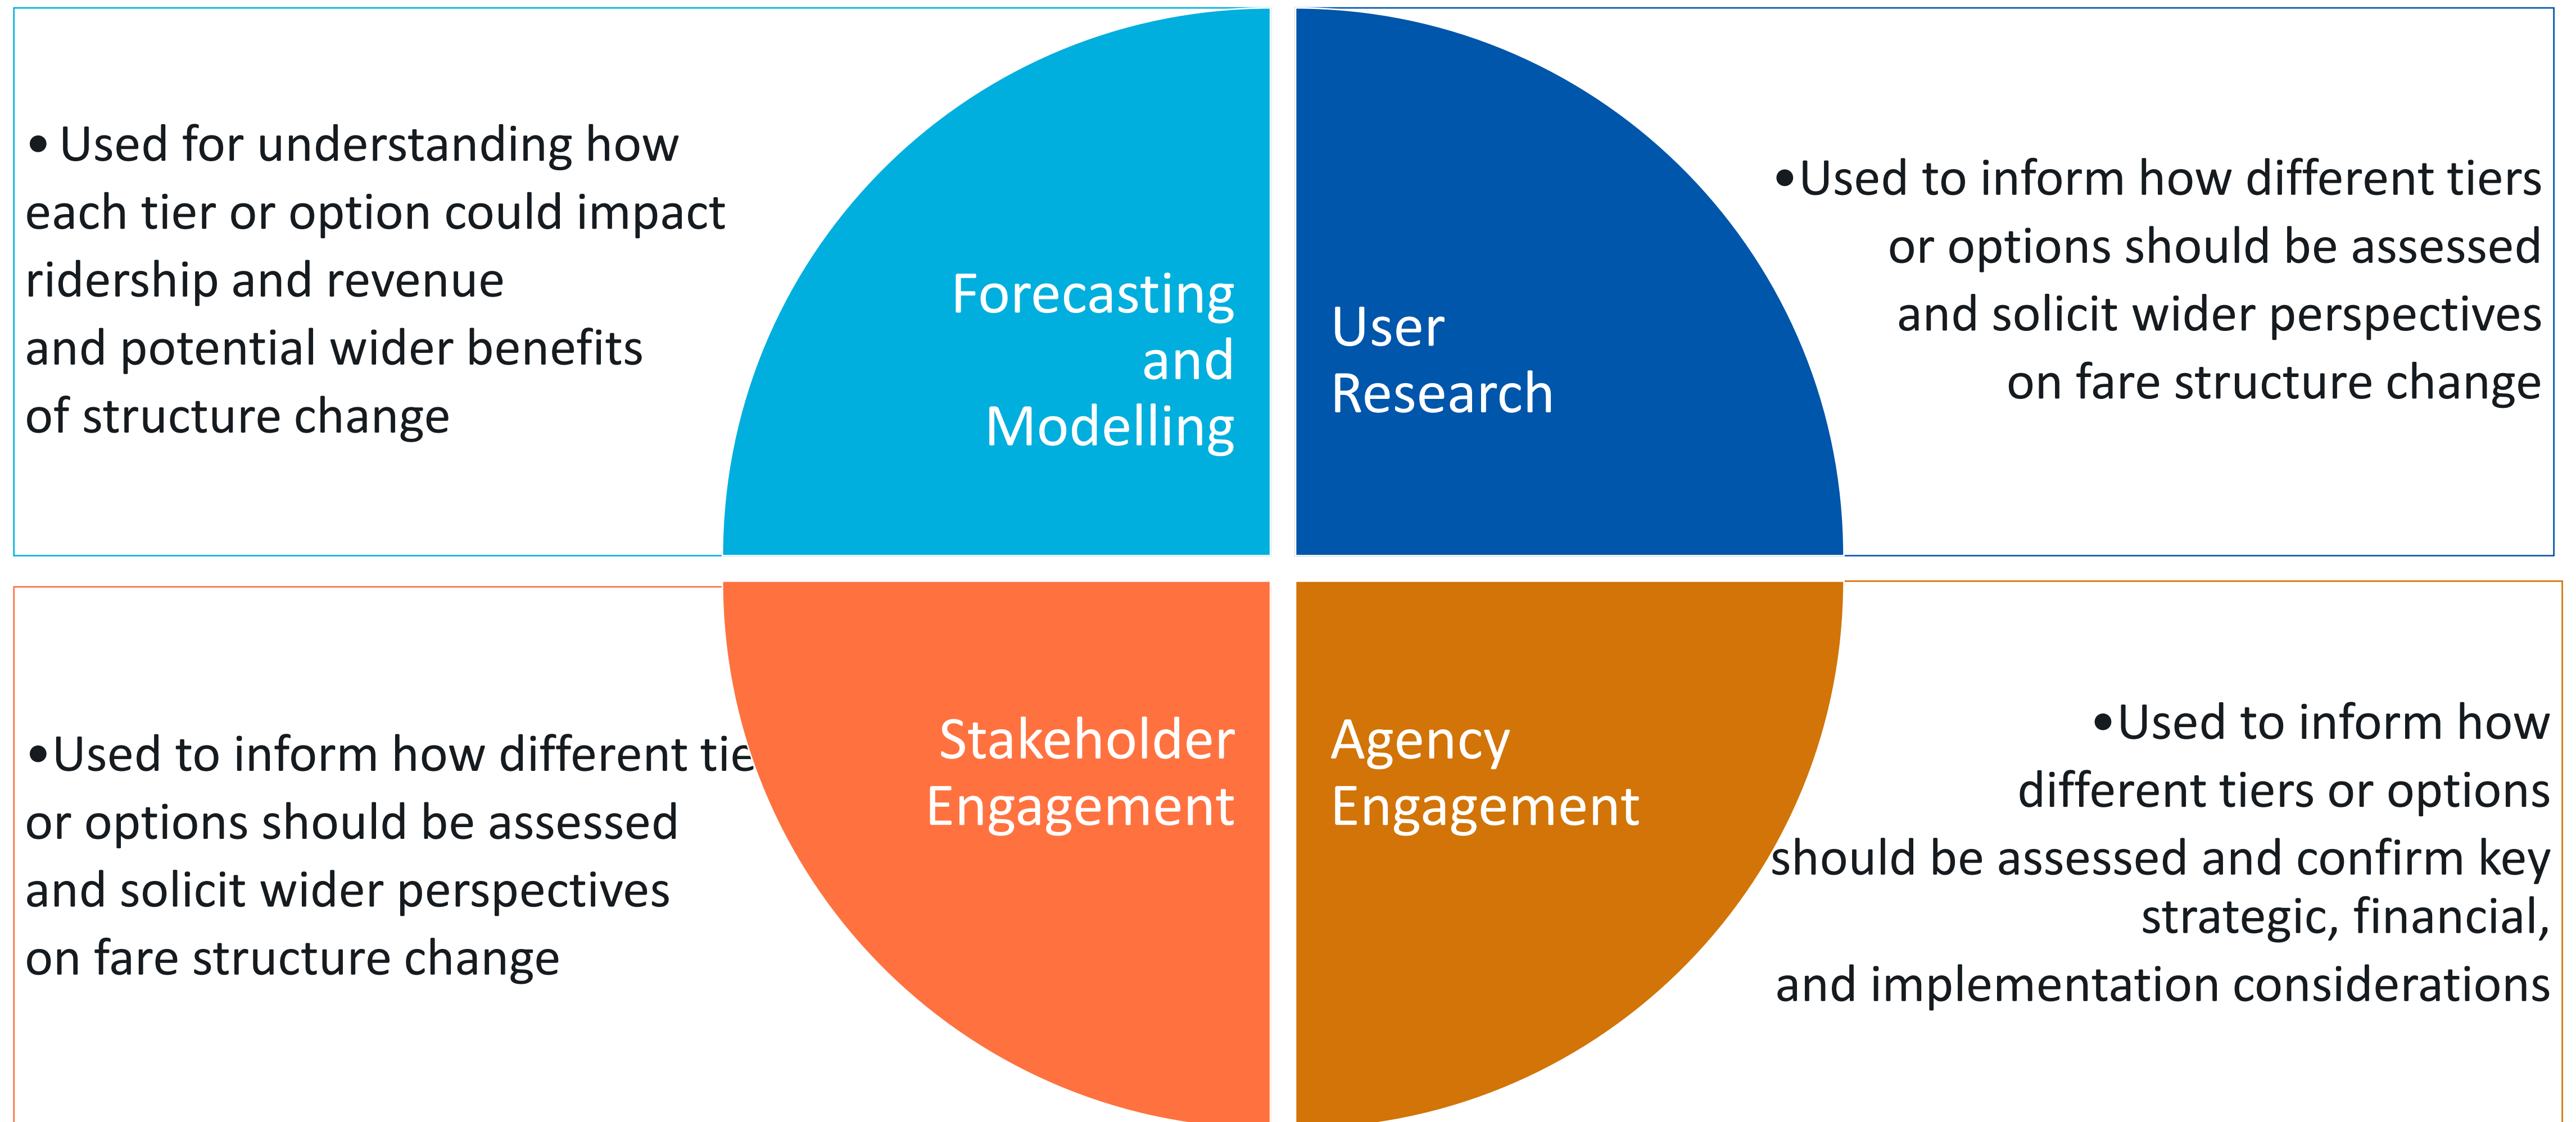 • Used for understanding how
each tier or option could impact
ridership and revenue
and potential wider benefits
of structure change
Forecasting
and
Modelling
User
Research
•Used to inform how different tiers
or options should be assessed
and solicit wider perspectives
on fare structure change
•Used to inform how different tie
or options should be assessed
and solicit wider perspectives
on fare structure change
Stakeholder
Engagement
Agency
Engagement
•Used to inform how
different tiers or options
should be assessed and confirm key
strategic, financial,
and implementation considerations